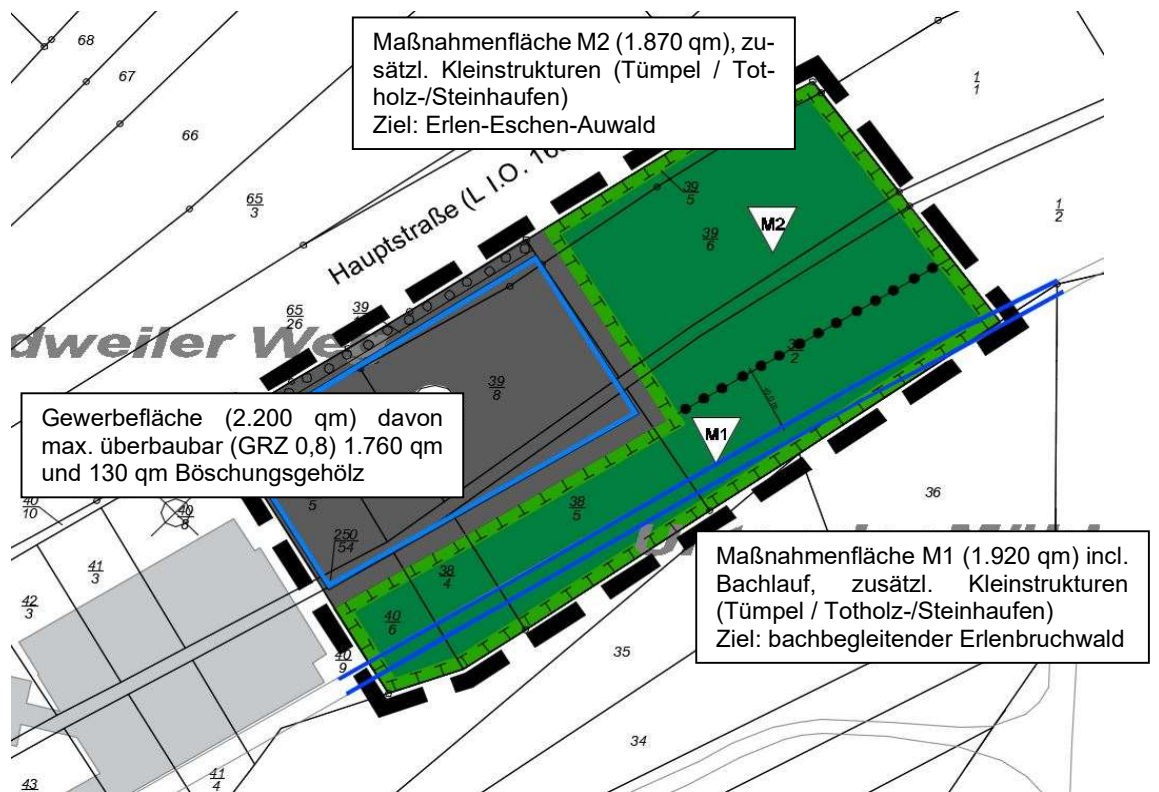 Maßnahmenfläche M2 (1.870 qm), zu-
sätzl. Kleinstrukturen (Tümpel / Tot-
holz-/Steinhaufen)
Ziel: Erlen-Eschen-Auwald
68
67
66
65
3
1
1
1
2
Hauptstraße (L I.O.
39
5
39
6
M2
65
26
39
dweiler
39
8
2
M1
Gewerbefläche (2.200 qm) davon
max. überbaubar (GRZ 0,8) 1.760 qm
und 130 qm Böschungsgehölz
40
10
40
8
5
38
5
36
250
54
41
3
38
4
42
3
40
6
40
9
Maßnahmenfläche M1 (1.920 qm) incl.
Bachlauf, zusätzl. Kleinstrukturen
(Tümpel / Totholz-/Steinhaufen)
Ziel: bachbegleitender Erlenbruchwald
35
34
41
4
43